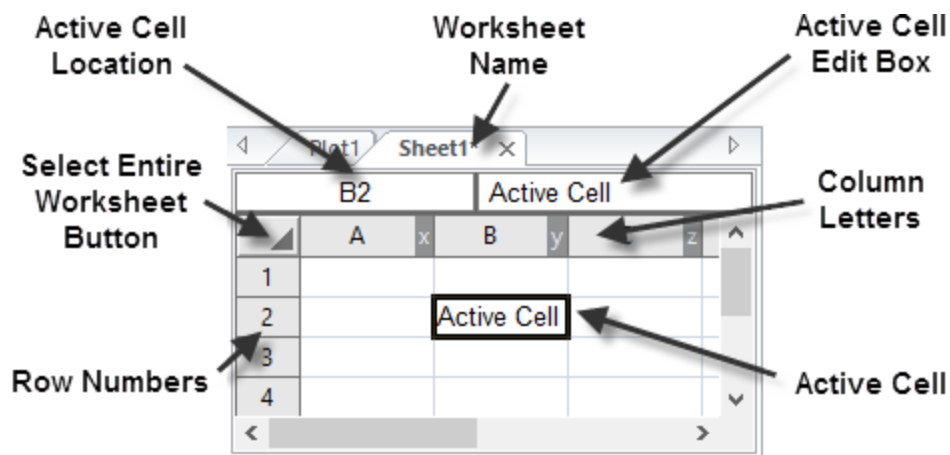 Active Cell
Location
Worksheet
Name
Active Cell
Edit Box
Plot1 Sheet1* ×
Select Entire
Worksheet
Button
B2 Active Cell
Column
Letters
A x B y z
1
2 Active Cell
3
4
Row Numbers
Active Cell